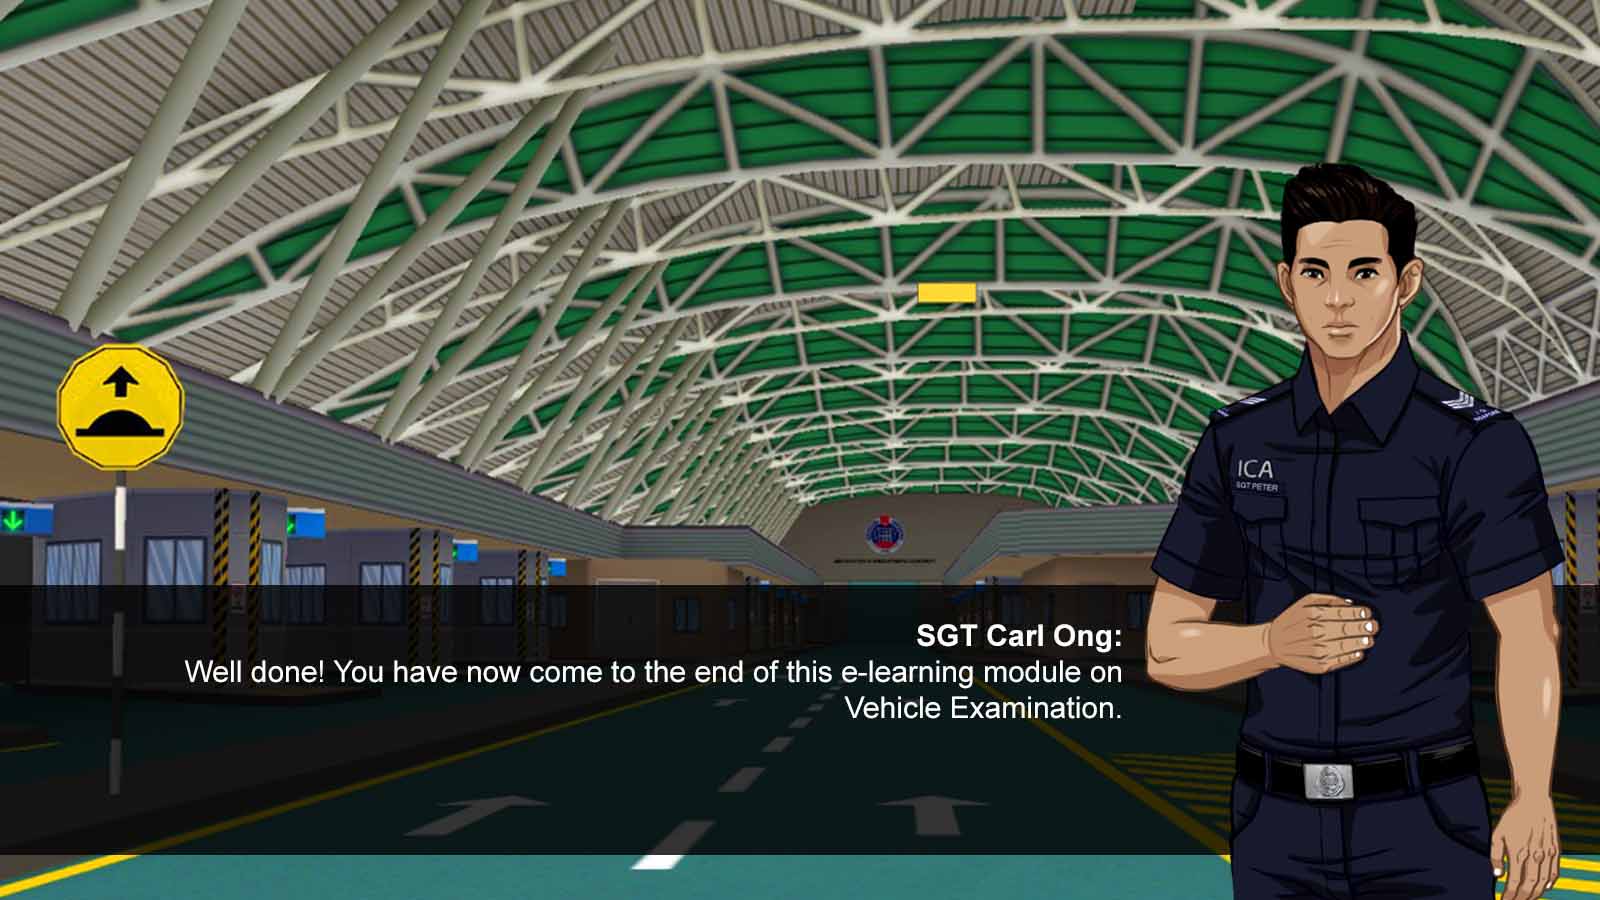 ICA
SGT PETER
SGT Carl Ong:
Well done! You have now come to the end of this e-learning module on
Vehicle Examination.